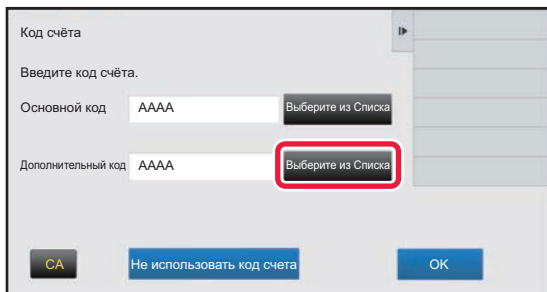 Код счёта
Введите код счёта.
Основной код AAAA Выберите из Списка
Дополнительный код AAAA Выберите из Списка
CA Не использовать код счета OK